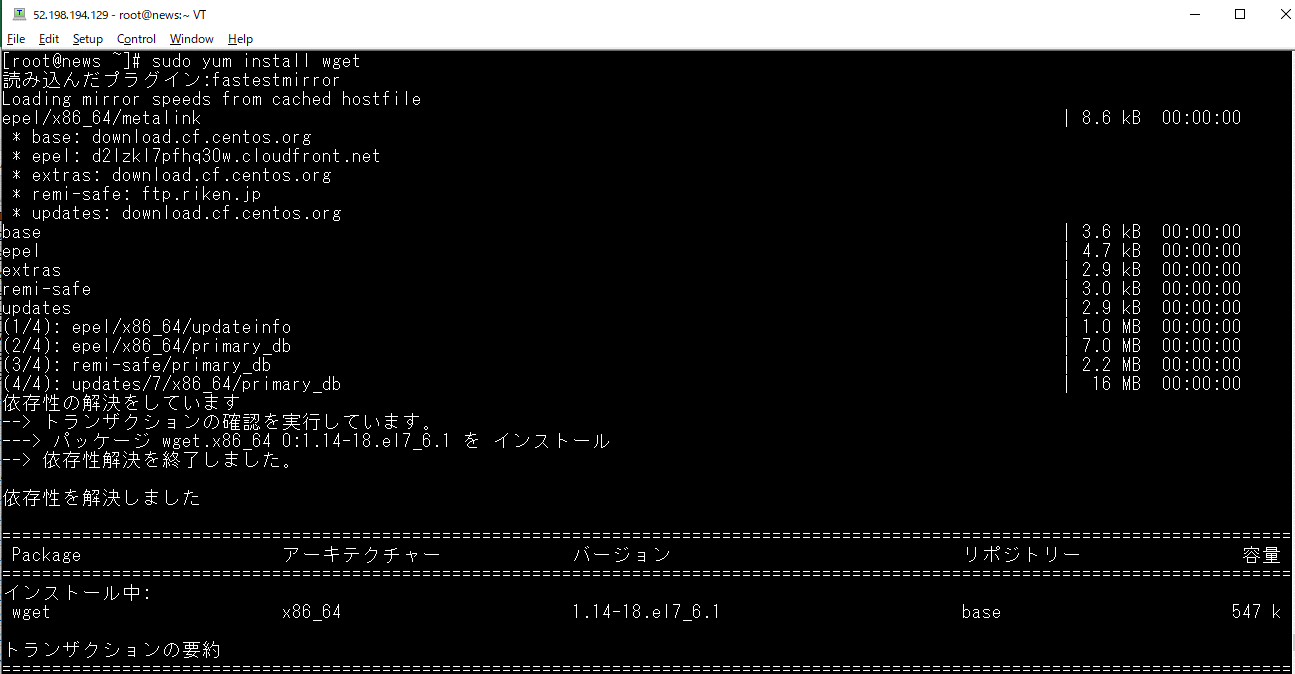 52.198.194.129 - root@news:~ VT
File Edit Setup Control Window Help
[root@news ~]# sudo yum install wget
読み込んだプラグイン:fastestmirror
Loading mirror speeds from cached hostfile
epel/x86_64/metalink | 8.6 kB 00:00:00
* base: download.cf.centos.org
* epel: d2lzkl7pfhq30w.cloudfront.net
* extras: download.cf.centos.org
* remi-safe: ftp.riken.jp
* updates: download.cf.centos.org
base | 3.6 kB 00:00:00
epel | 4.7 kB 00:00:00
extras | 2.9 kB 00:00:00
remi-safe | 3.0 kB 00:00:00
updates | 2.9 kB 00:00:00
(1/4): epel/x86_64/updateinfo | 1.0 MB 00:00:00
(2/4): epel/x86_64/primary_db | 7.0 MB 00:00:00
(3/4): remi-safe/primary_db | 2.2 MB 00:00:00
(4/4): updates/7/x86_64/primary_db | 16 MB 00:00:00
依存性の解決をしています
--> トランザクションの確認を実行しています。
---> パッケージ wget.x86_64 0:1.14-18.el7_6.1 を インストール
--> 依存性解決を終了しました。
依存性を解決しました
Package アーキテクチャー バージョン リポジトリー 容量
インストール中:
wget x86_64 1.14-18.el7_6.1 base 547 k
トランザクションの要約